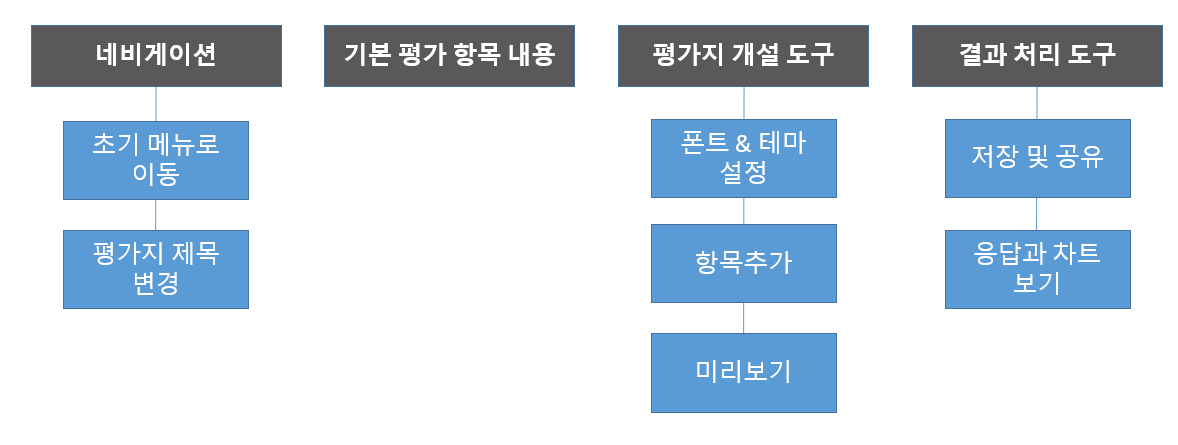 네비게이션
초기 메뉴로
이동
평가지 제목
변경
기본 평가 항목 내용
평가지 개설 도구
폰트 & 테마
설정
항목추가
미리보기
결과 처리 도구
저장 및 공유
응답과 차트
보기